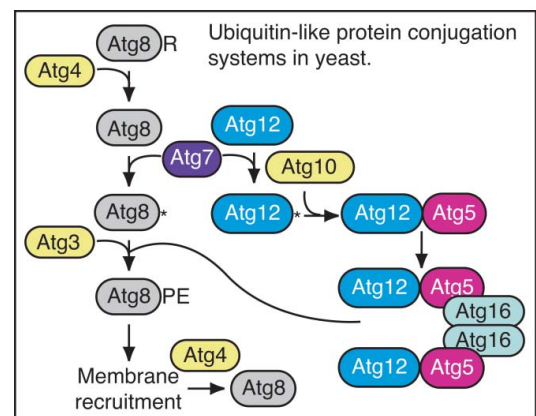 Ubiquitin-like protein conjugation
systems in yeast.
Atg8 R
Atg4
Atg8
Atg12
Atg7
Atg10
Atg8 *
Atg12 *
Atg12 Atg5
Atg3
Atg8 PE
Atg12 Atg5
Atg16
Atg16
Atg12 Atg5
Atg4
Membrane
recruitment
Atg8